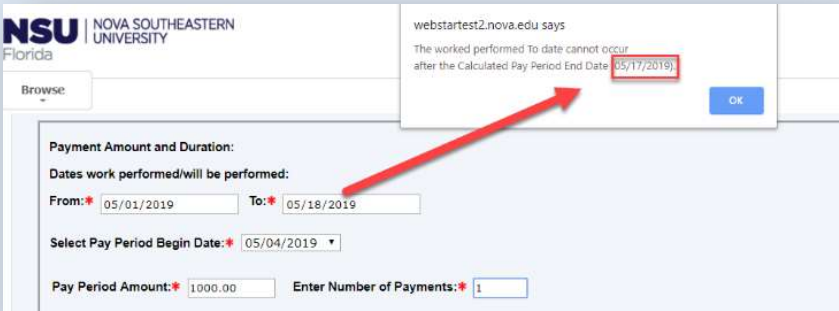 NSU NOVA SOUTHEASTERN
UNIVERSITY
Florida
Browse
webstartest2.nova.edu says
The worked performed To date cannot occur
after the Calculated Pay Period End Date (05/17/2019).
OK
Payment Amount and Duration:
Dates work performed/will be performed:
From:* 05/01/2019 To:* 05/18/2019
Select Pay Period Begin Date:* 05/04/2019
Pay Period Amount:* 1000.00 Enter Number of Payments:* 1